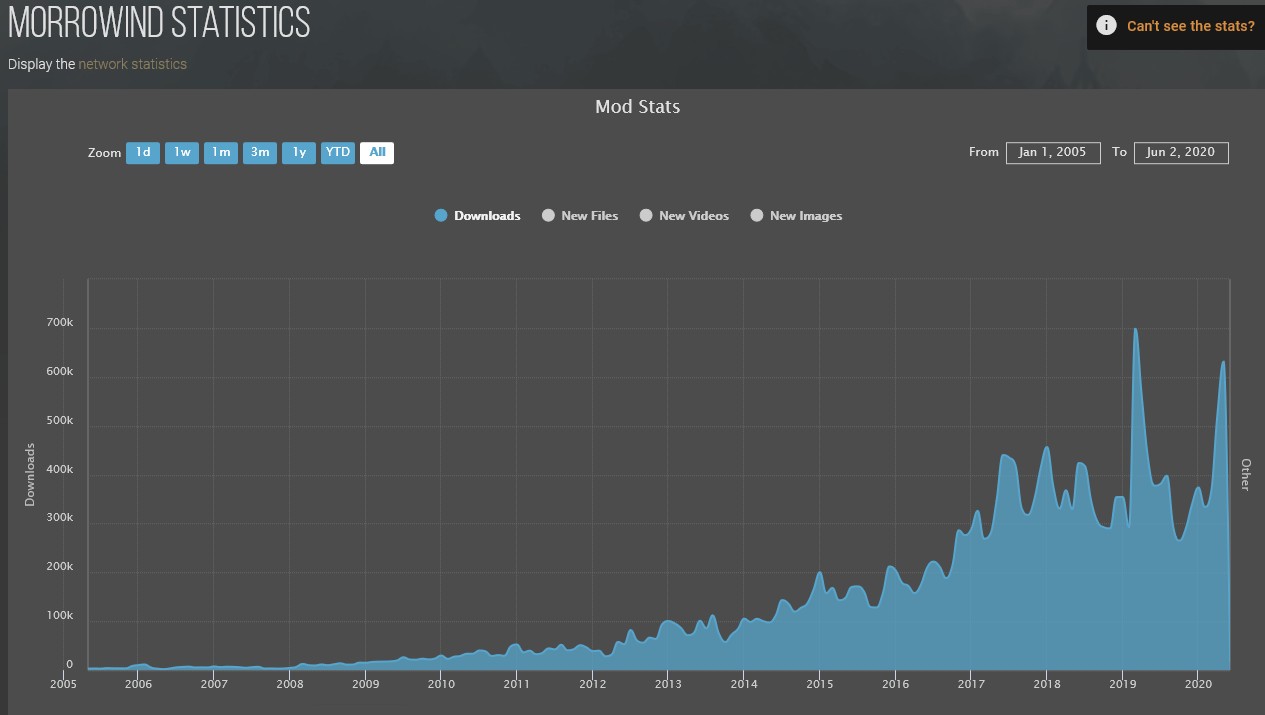 MORROWIND STATISTICS
Can't see the stats?
Display the network statistics
Mod Stats
Zoom 1d 1w 1m 3m 1y YTD All
From Jan 1, 2005 To Jun 2, 2020
Downloads New Files New Videos New Images
700k
600k
500k
400k
300k
200k
100k
0
Downloads
Other
2005 2006 2007 2008 2009 2010 2011 2012 2013 2014 2015 2016 2017 2018 2019 2020